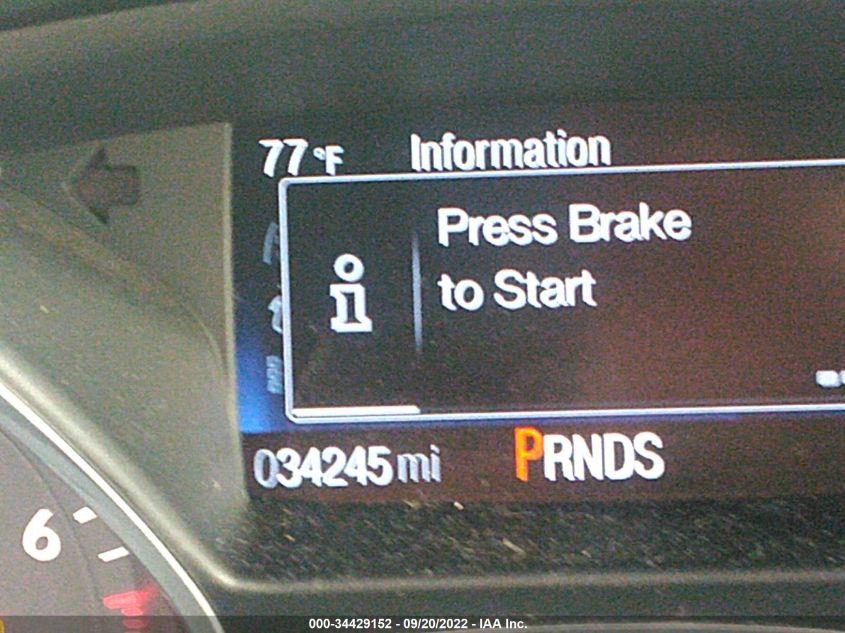 77 °F Information
Press Brake
to Start
i
034245 mi PRNDS
6
000-34429152 - 09/20/2022 - IAA Inc.